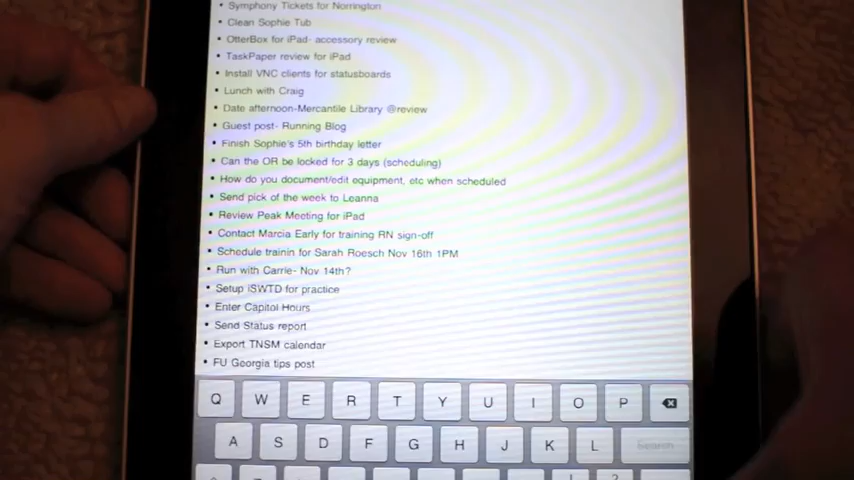 • Symphony Tickets for Norrington
• Clean Sophie Tub
• OtterBox for iPad- accessory review
• TaskPaper review for iPad
• Install VNC clients for statusboards
• Lunch with Craig
• Date afternoon-Mercantile Library @review
• Guest post- Running Blog
• Finish Sophie's 5th birthday letter
• Can the OR be locked for 3 days (scheduling)
• How do you document/edit equipment, etc when scheduled
• Send pick of the week to Leanna
• Review Peak Meeting for iPad
• Contact Marcia Early for training RN sign-off
• Schedule trainin for Sarah Roesch Nov 16th 1PM
• Run with Carrie- Nov 14th?
• Setup iSWTD for practice
• Enter Capitol Hours
• Send Status report
• Export TNSM calendar
• FU Georgia tips post
Q W E R T Y U I O P
A S D F G H J K L Search
! ?